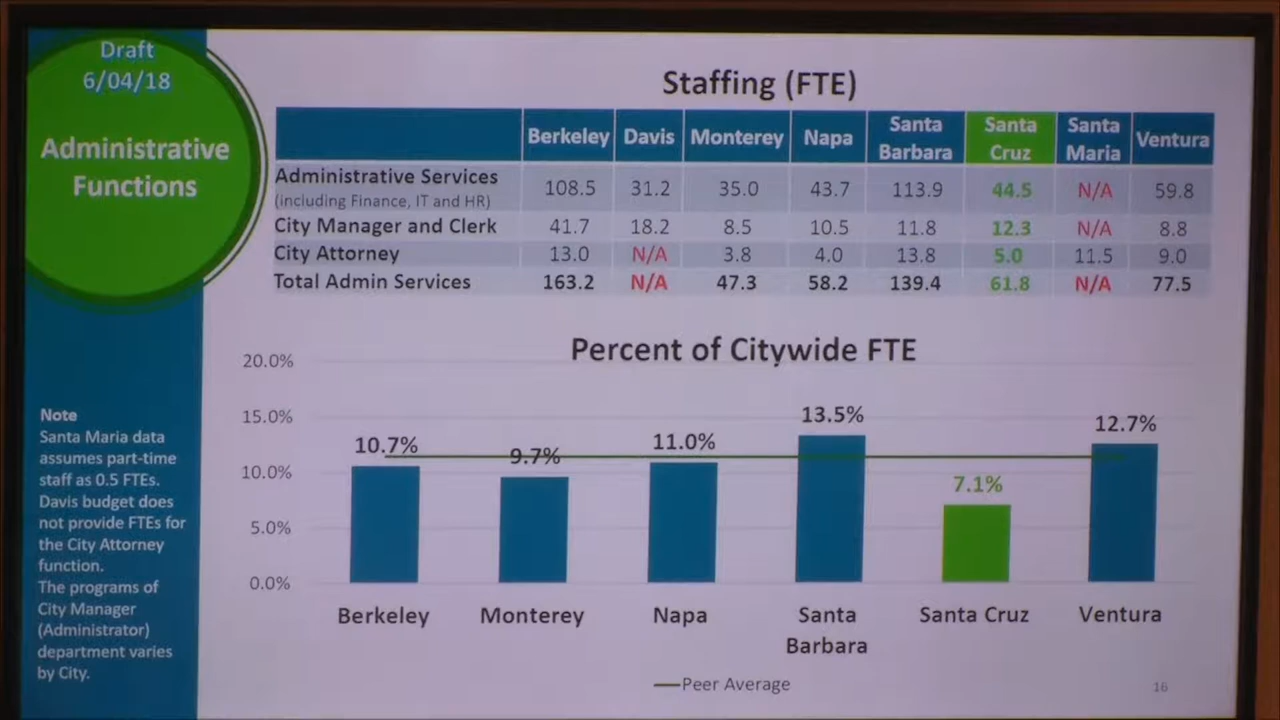 Draft
6/04/18
Administrative
Functions
Note
Santa Maria data
assumes part-time
staff as 0.5 FTEs.
Davis budget does
not provide FTEs for
the City Attorney
function.
The programs of
City Manager
(Administrator)
department varies
by City.
Staffing (FTE)
Berkeley Davis Monterey Napa Santa Barbara Santa Cruz Santa Maria Ventura
Administrative Services
(including Finance, IT and HR) 108.5 31.2 35.0 43.7 113.9 44.5 N/A 59.8
City Manager and Clerk 41.7 18.2 8.5 10.5 11.8 12.3 N/A 8.8
City Attorney 13.0 N/A 3.8 4.0 13.8 5.0 11.5 9.0
Total Admin Services 163.2 N/A 47.3 58.2 139.4 61.8 N/A 77.5
Percent of Citywide FTE
20.0%
15.0%
10.0%
5.0%
0.0%
10.7% 9.7% 11.0% 13.5% 7.1% 12.7%
Berkeley Monterey Napa Santa Barbara Santa Cruz Ventura
Peer Average
16